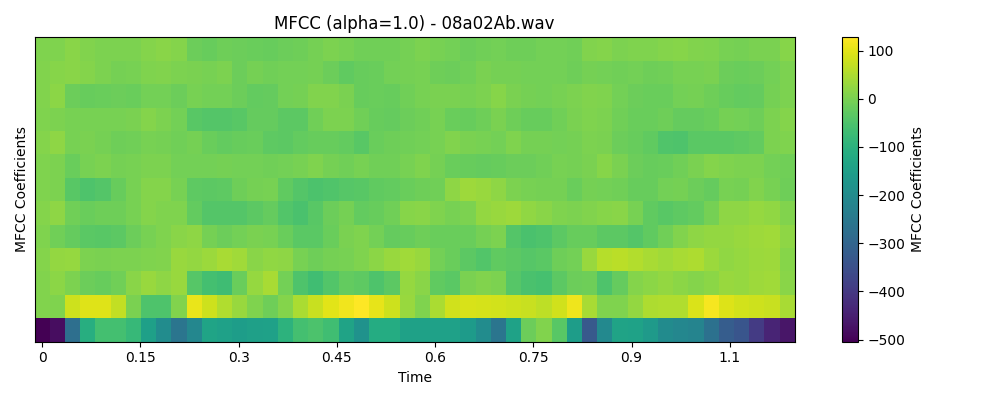 MFCC (alpha=1.0) - 08a02Ab.wav
MFCC Coefficients
0 0.15 0.3 0.45 0.6 0.75 0.9 1.1
Time
100
0
−100
−200
−300
−400
−500
MFCC Coefficients